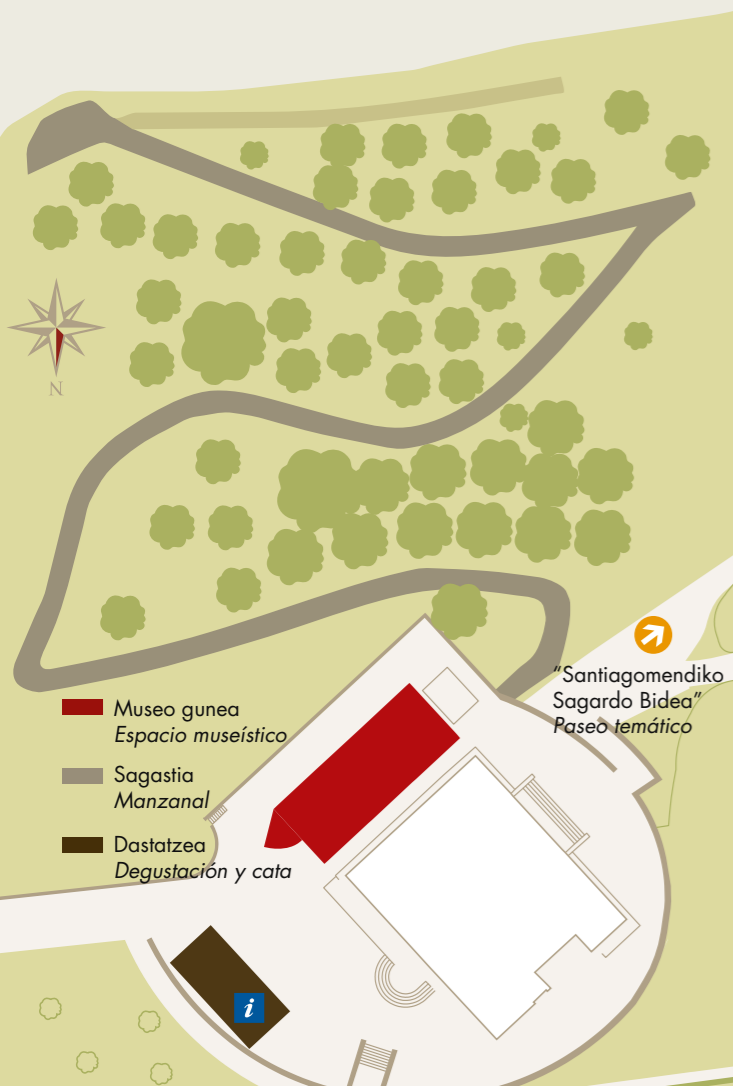 N
"Santiagomendiko
Sagardo Bidea"
Paseo temático
Museo gunea
Espacio museístico
Sagastia
Manzanal
Dastatzea
Degustación y cata
i